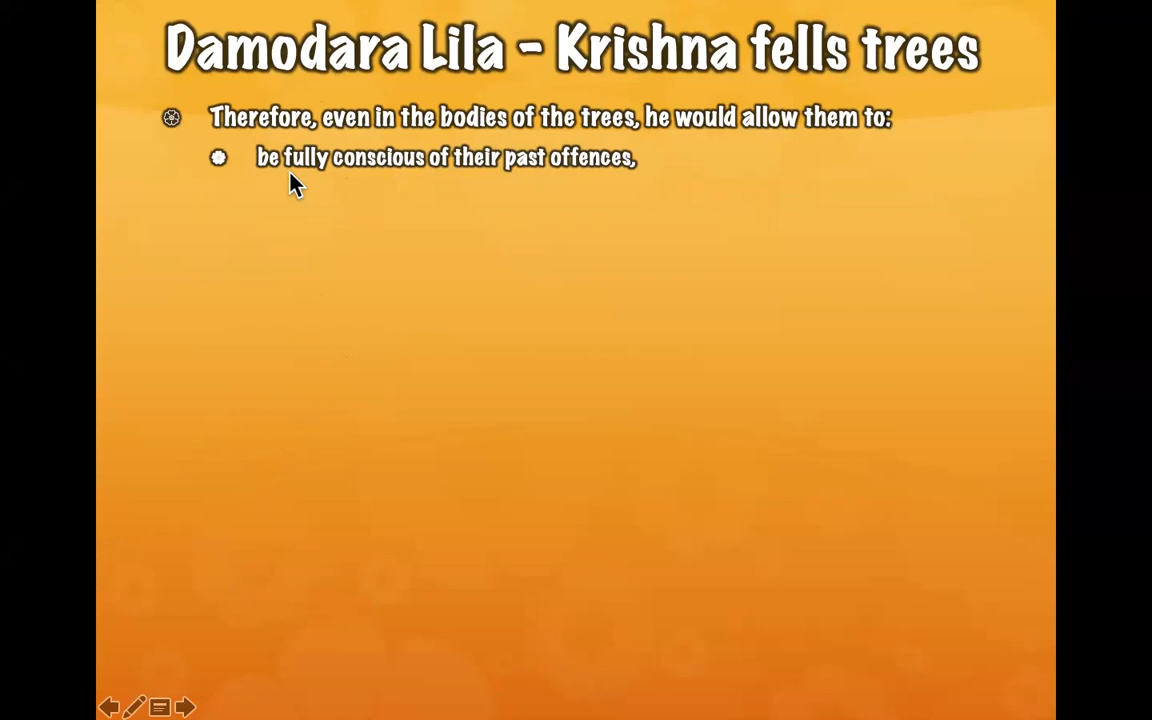 Damodara Lila - Krishna fells trees
Therefore, even in the bodies of the trees, he would allow them to:
be fully conscious of their past offences,